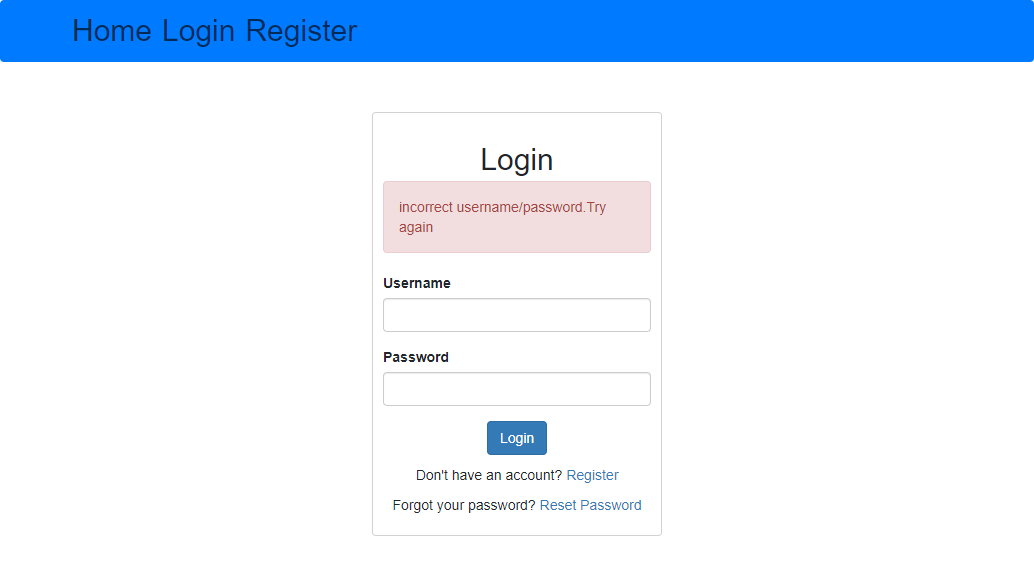 Home Login Register
Login
incorrect username/password.Try
again
Username
Password
Login
Don't have an account? Register
Forgot your password? Reset Password